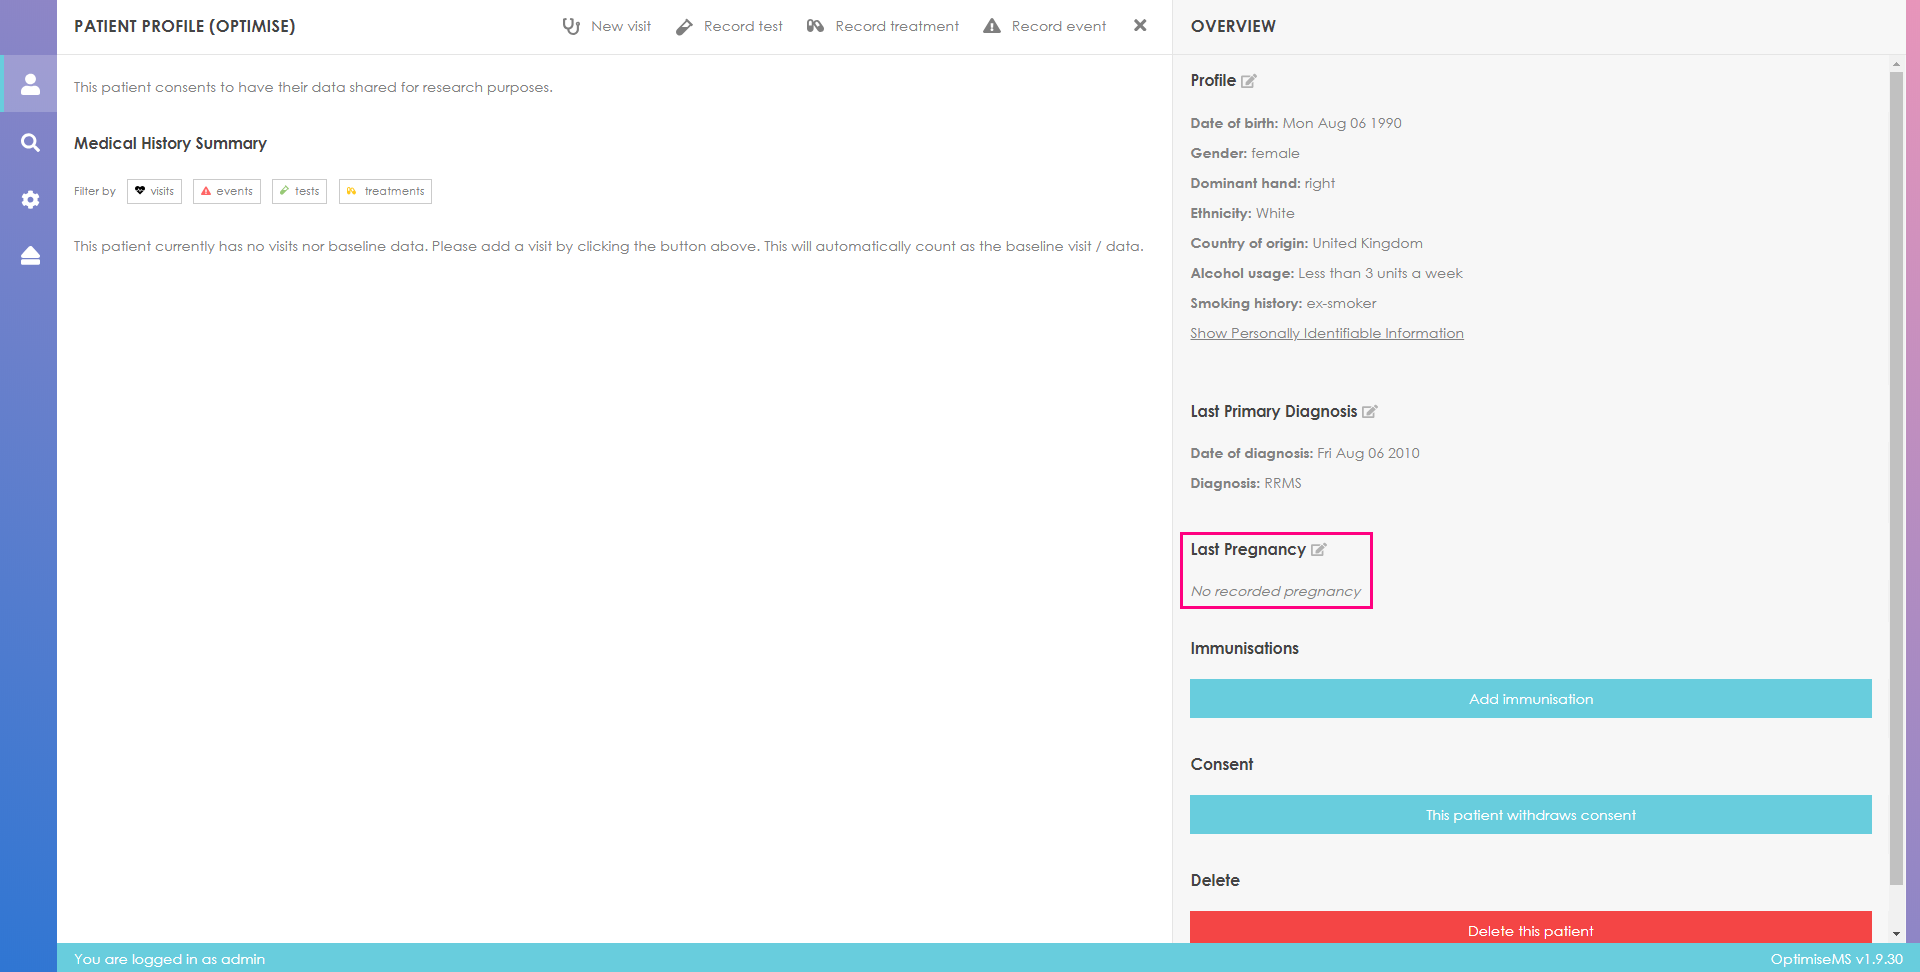 PATIENT PROFILE (OPTIMISE)
New visit
Record test
Record treatment
Record event
This patient consents to have their data shared for research purposes.
Medical History Summary
Filter by
visits
events
tests
treatments
This patient currently has no visits nor baseline data. Please add a visit by clicking the button above. This will automatically count as the baseline visit / data.
OVERVIEW
Profile
Date of birth: Mon Aug 06 1990
Gender: female
Dominant hand: right
Ethnicity: White
Country of origin: United Kingdom
Alcohol usage: Less than 3 units a week
Smoking history: ex-smoker
Show Personally Identifiable Information
Last Primary Diagnosis
Date of diagnosis: Fri Aug 06 2010
Diagnosis: RRMS
Last Pregnancy
No recorded pregnancy
Immunisations
Add immunisation
Consent
This patient withdraws consent
Delete
Delete this patient
You are logged in as admin
OptimiseMS v1.9.30